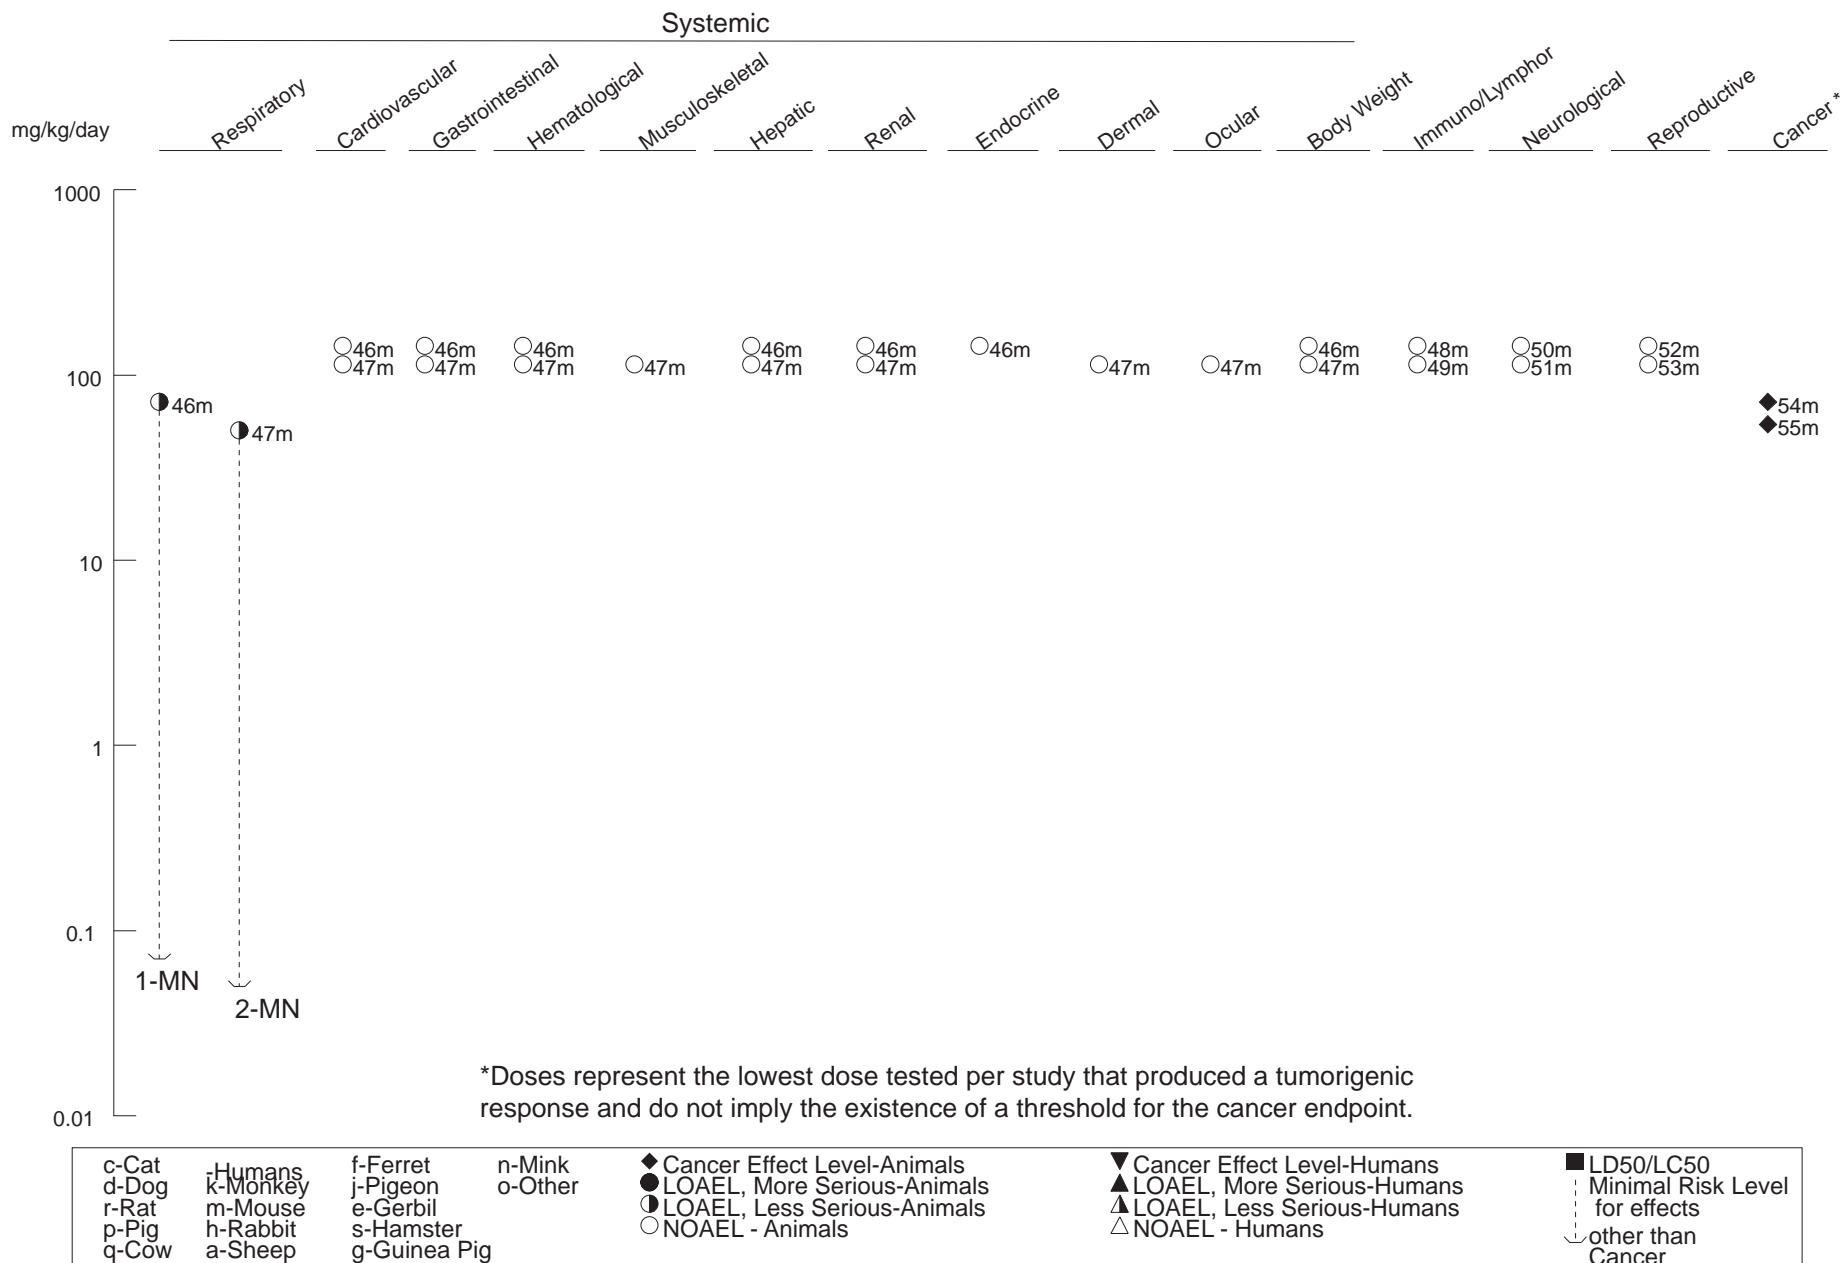 Systemic
mg/kg/day
Respiratory
Cardiovascular
Gastrointestinal
Hematological
Musculoskeletal
Hepatic
Renal
Endocrine
Dermal
Ocular
Body Weight
Immuno/Lymphor
Neurological
Reproductive
Cancer *
1000
46m 46m 46m 46m 46m 46m 46m 48m 50m 52m
47m 47m 47m 47m 47m 47m 47m 47m 47m 49m 51m 53m
100
46m 54m
47m 55m
10
1
0.1
1-MN
2-MN
*Doses represent the lowest dose tested per study that produced a tumorigenic
response and do not imply the existence of a threshold for the cancer endpoint.
0.01
c-Cat -Humans f-Ferret n-Mink Cancer Effect Level-Animals Cancer Effect Level-Humans LD50/LC50
d-Dog k-Monkey j-Pigeon o-Other LOAEL, More Serious-Animals LOAEL, More Serious-Humans Minimal Risk Level
r-Rat m-Mouse e-Gerbil LOAEL, Less Serious-Animals LOAEL, Less Serious-Humans for effects
p-Pig h-Rabbit s-Hamster NOAEL - Animals NOAEL - Humans other than
q-Cow a-Sheep g-Guinea Pig Cancer